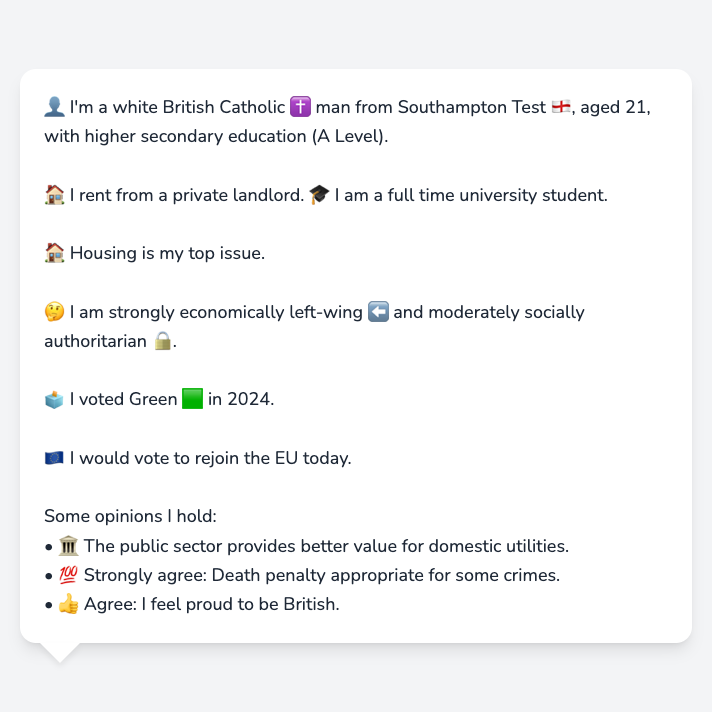 👤 I'm a white British Catholic ✝️ man from Southampton Test 🏴󠁧󠁢󠁥󠁮󠁧󠁿, aged 21,
with higher secondary education (A Level).
🏠 I rent from a private landlord. 🎓 I am a full time university student.
🏠 Housing is my top issue.
🤔 I am strongly economically left-wing ⬅️ and moderately socially
authoritarian 🔒.
🗳️ I voted Green 🟩 in 2024.
🇪🇺 I would vote to rejoin the EU today.
Some opinions I hold:
• 🏛️ The public sector provides better value for domestic utilities.
• 💯 Strongly agree: Death penalty appropriate for some crimes.
• 👍 Agree: I feel proud to be British.